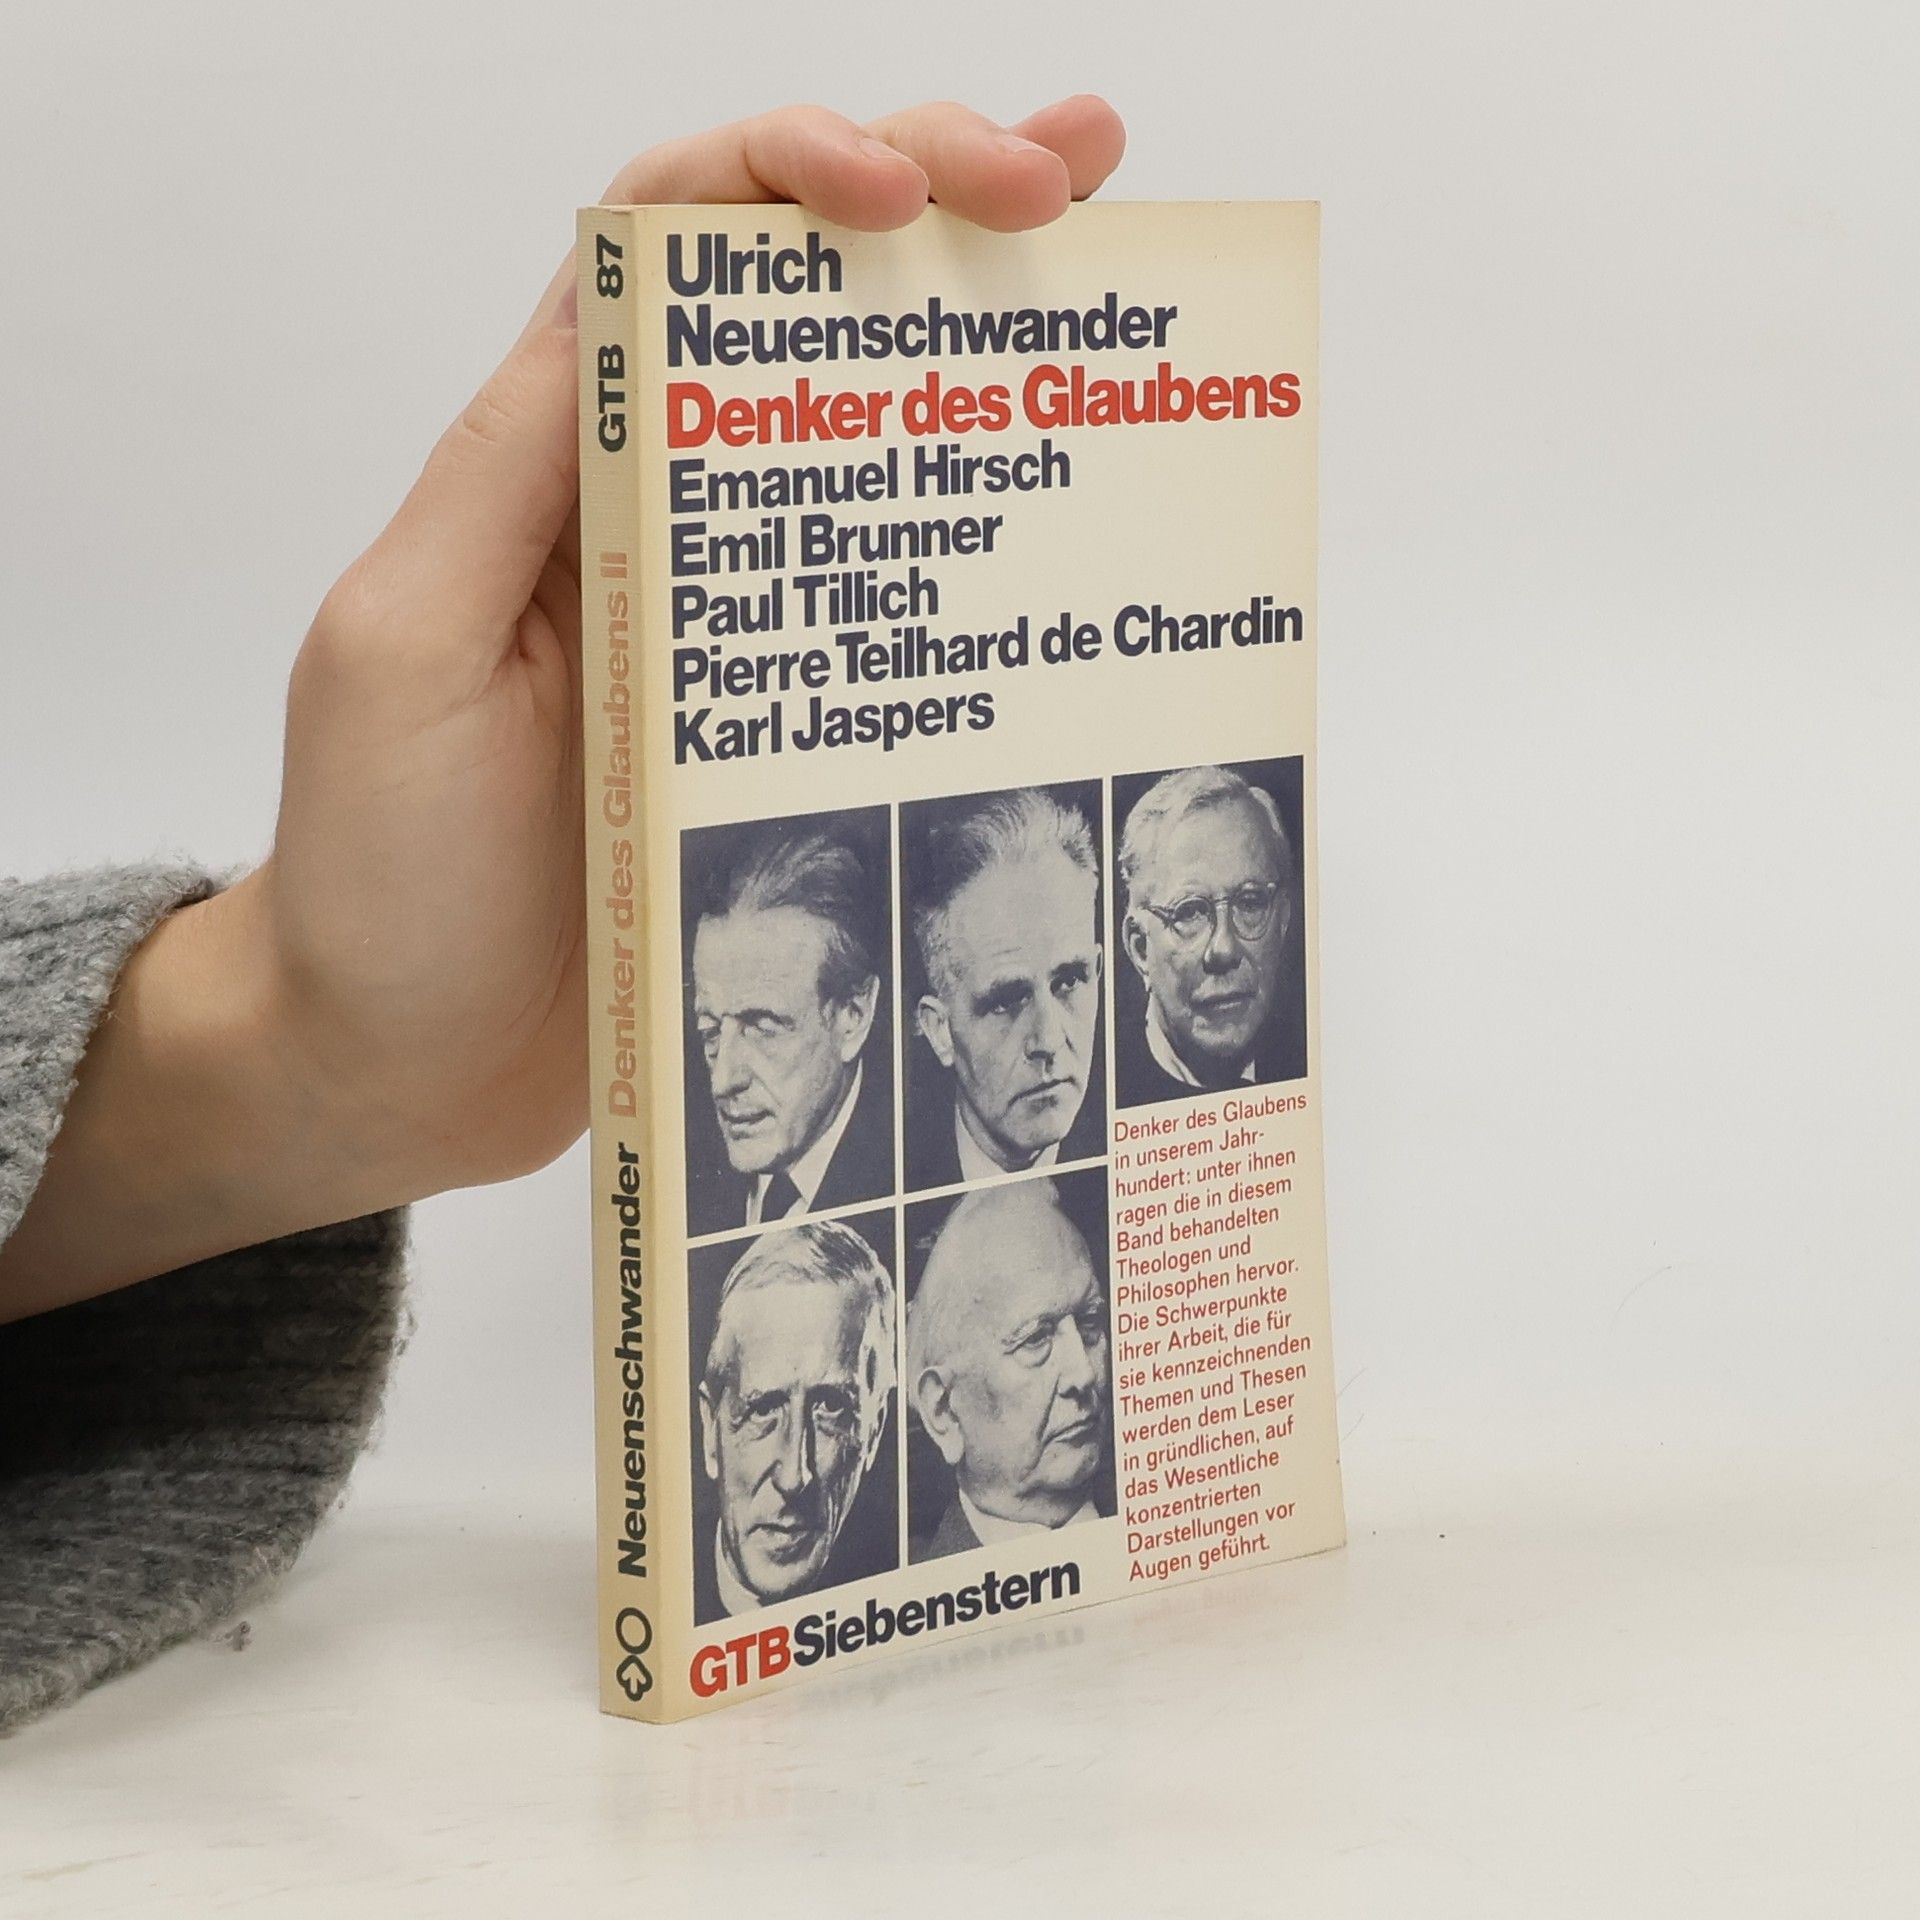 Ulrich
Neuenschwander
Denker des Glaubens
Emanuel Hirsch
Emil Brunner
Paul Tillich
Pierre Teilhard de Chardin
Karl Jaspers
Denker des Glaubens
in unserem Jahr-
hundert: unter ihnen
ragen die in diesem
Band behandelten
Theologen und
Philosophen hervor.
Die Schwerpunkte
ihrer Arbeit, die für
sie kennzeichnenden
Themen und Thesen
werden dem Leser
in gründlichen, auf
das Wesentliche
konzentrierten
Darstellungen vor
Augen geführt.
GTBSiebenstern
Neuenschwander Denker des Glaubens II GTB 87